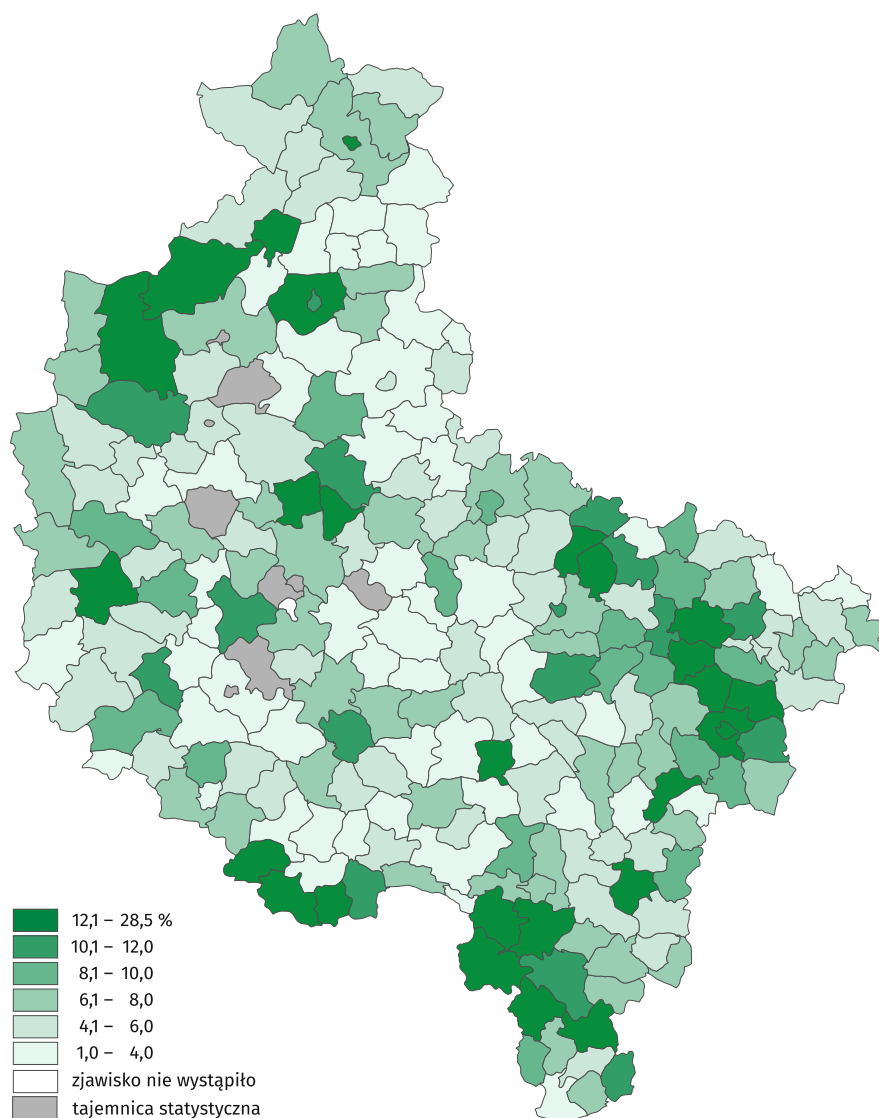 12,1 – 28,5 %
10,1 – 12,0
8,1 – 10,0
6,1 – 8,0
4,1 – 6,0
1,0 – 4,0
zjawisko nie wystąpiło
tajemnica statystyczna